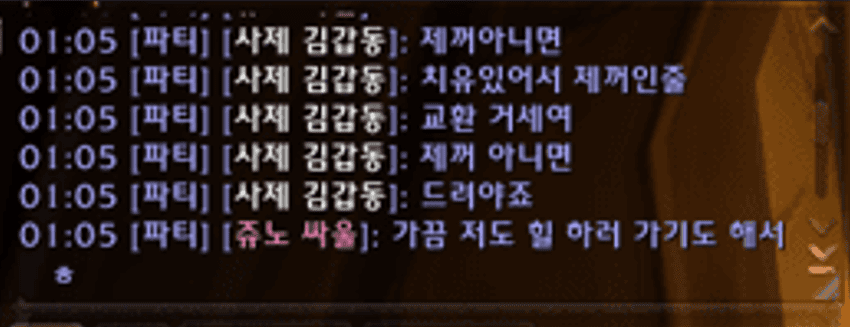 01:05 [파티] [사제 김갑동]: 제꺼아니면
01:05 [파티] [사제 김갑동]: 치유있어서 제꺼인줄
01:05 [파티] [사제 김갑동]: 교환 거세여
01:05 [파티] [사제 김갑동]: 제꺼 아니면
01:05 [파티] [사제 김갑동]: 드려야죠
01:05 [파티] [쥬노 싸울]: 가끔 저도 힐 하러 가기도 해서
ㅎ